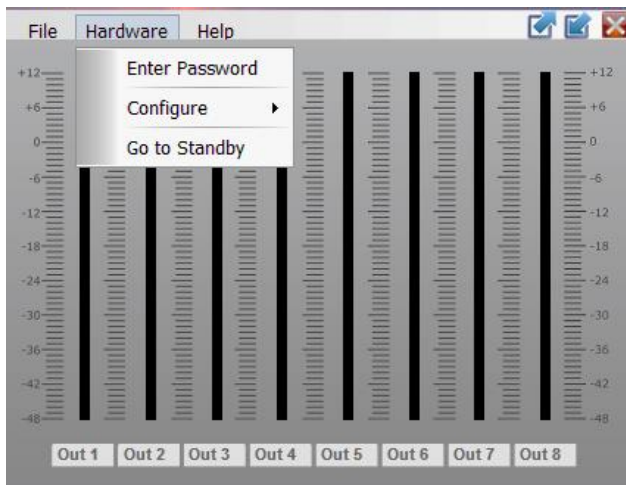 File Hardware Help
Enter Password
Configure
Go to Standby
+12 +12
+6 +6
0 0
-6 -6
-12 -12
-18 -18
-24 -24
-30 -30
-36 -36
-42 -42
-48 -48
Out 1 Out 2 Out 3 Out 4 Out 5 Out 6 Out 7 Out 8